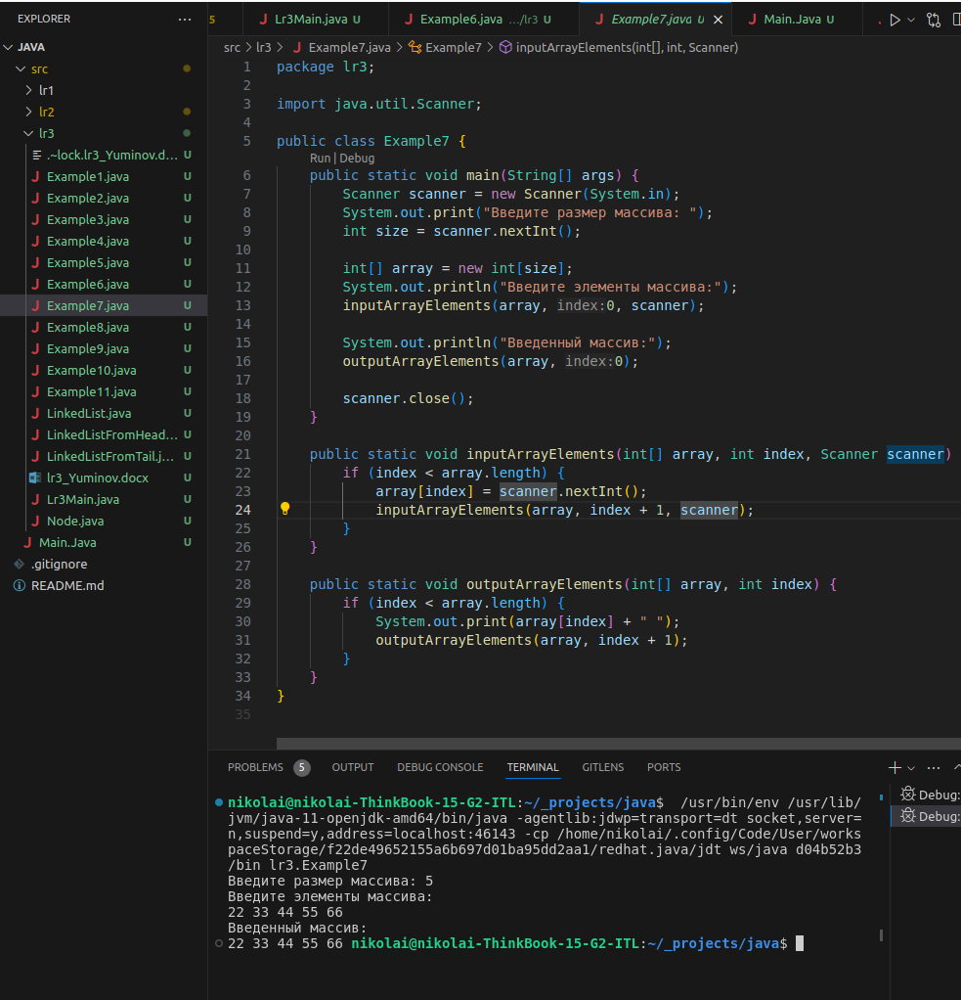 EXPLORER ···
5 J Lr3Main.java U J Example6.java .../lr3 U J Example7.java U × J Main.Java U
JAVA
src
lr1
lr2
lr3
.~lock.lr3_Yuminov.d... U
J Example1.java U
J Example2.java U
J Example3.java U
J Example4.java U
J Example5.java U
J Example6.java U
J Example7.java U
J Example8.java U
J Example9.java U
J Example10.java U
J Example11.java U
J LinkedList.java U
J LinkedListFromHead... U
J LinkedListFromTail.j... U
lr3_Yuminov.docx U
J Lr3Main.java U
J Node.java U
J Main.Java U
.gitignore
README.md
src > lr3 > J Example7.java > Example7 > inputArrayElements(int[], int, Scanner)
1 package lr3;
2
3 import java.util.Scanner;
4
5 public class Example7 {
Run | Debug
6 public static void main(String[] args) {
7 Scanner scanner = new Scanner(System.in);
8 System.out.print("Введите размер массива: ");
9 int size = scanner.nextInt();
10
11 int[] array = new int[size];
12 System.out.println("Введите элементы массива:");
13 inputArrayElements(array, index:0, scanner);
14
15 System.out.println("Введенный массив:");
16 outputArrayElements(array, index:0);
17
18 scanner.close();
19 }
20
21 public static void inputArrayElements(int[] array, int index, Scanner scanner)
22 if (index < array.length) {
23 array[index] = scanner.nextInt();
24 inputArrayElements(array, index + 1, scanner);
25 }
26 }
27
28 public static void outputArrayElements(int[] array, int index) {
29 if (index < array.length) {
30 System.out.print(array[index] + " ");
31 outputArrayElements(array, index + 1);
32 }
33 }
34 }
35
PROBLEMS 5 OUTPUT DEBUG CONSOLE TERMINAL GITLENS PORTS
Debug:
Debug:
nikolai@nikolai-ThinkBook-15-G2-ITL:~/_projects/java$ /usr/bin/env /usr/lib/
jvm/java-11-openjdk-amd64/bin/java -agentlib:jdwp=transport=dt_socket,server=
n,suspend=y,address=localhost:46143 -cp /home/nikolai/.config/Code/User/works
paceStorage/f22de49652155a6b697d01ba95dd2aa1/redhat.java/jdt_ws/java_d04b52b3
/bin lr3.Example7
Введите размер массива: 5
Введите элементы массива:
22 33 44 55 66
Введенный массив:
22 33 44 55 66 nikolai@nikolai-ThinkBook-15-G2-ITL:~/_projects/java$